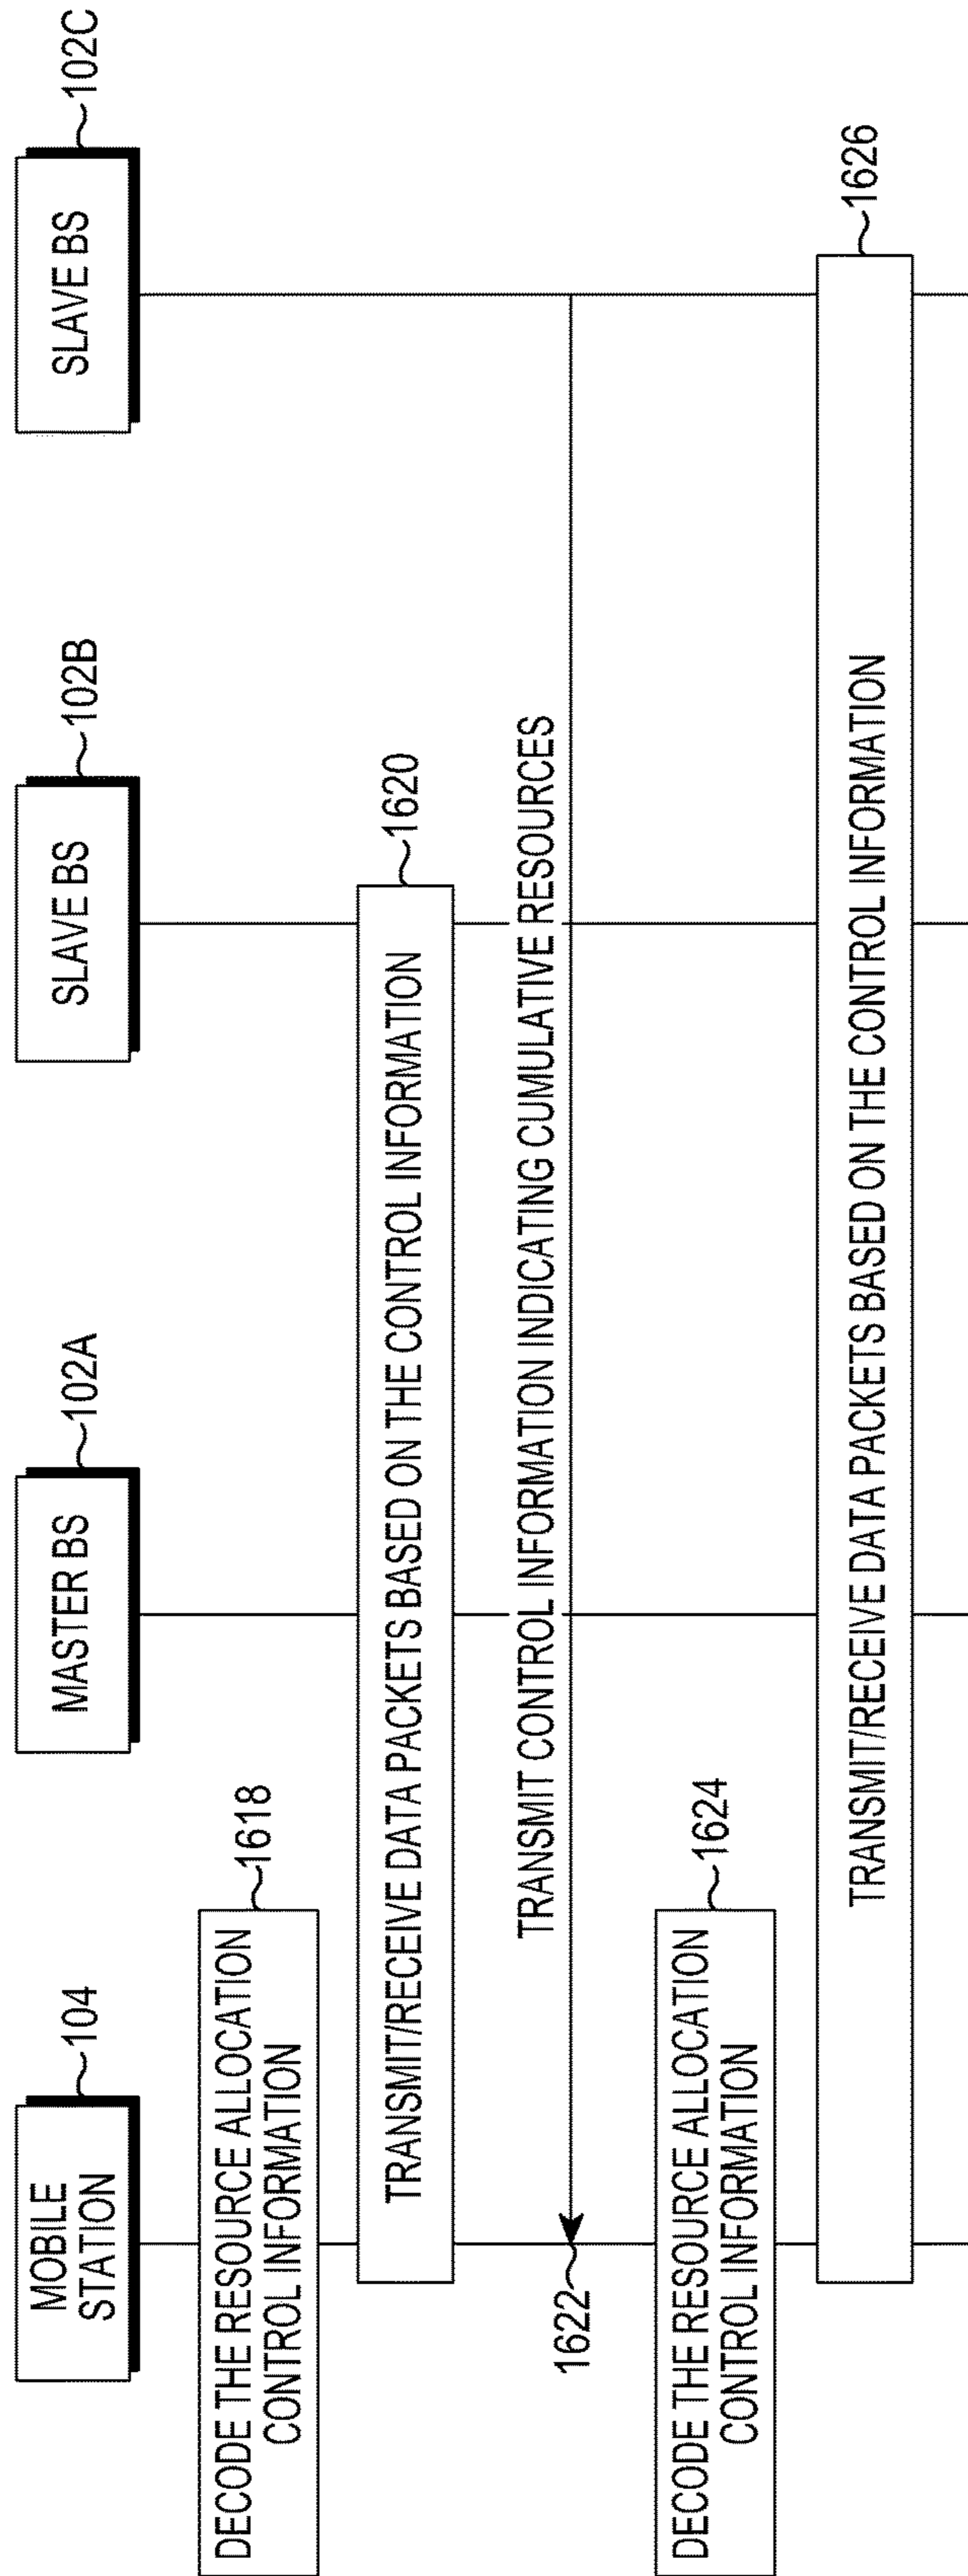 MOBILE
STATION
104
MASTER BS
102A
SLAVE BS
102B
SLAVE BS
102C
DECODE THE RESOURCE ALLOCATION
CONTROL INFORMATION
1618
TRANSMIT/RECEIVE DATA PACKETS BASED ON THE CONTROL INFORMATION
1620
TRANSMIT CONTROL INFORMATION INDICATING CUMULATIVE RESOURCES
1622
DECODE THE RESOURCE ALLOCATION
CONTROL INFORMATION
1624
TRANSMIT/RECEIVE DATA PACKETS BASED ON THE CONTROL INFORMATION
1626